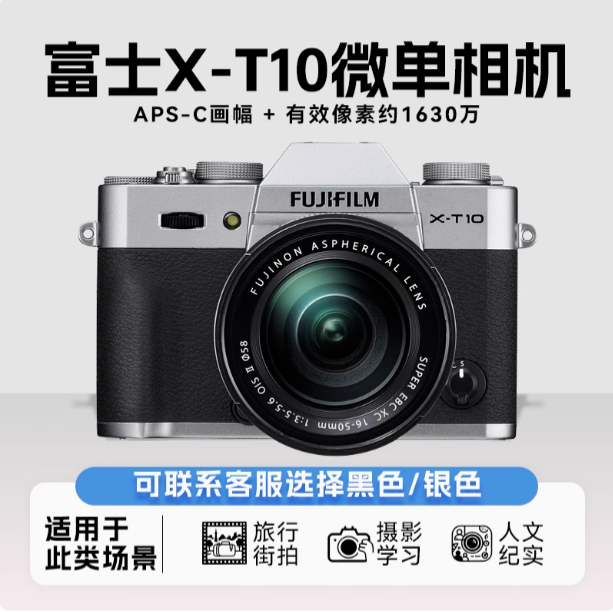 富士X-T10微单相机
APS-C画幅 + 有效像素约1630万
FUJIFILM
X-T10
FUJINON ASPHERICAL LENS
SUPER EBC XC 16-50mm 1:3.5-5.6 OIS II Ø58
C S
可联系客服选择黑色/银色
适用于
此类场景
旅行
街拍
摄影
学习
人文
纪实